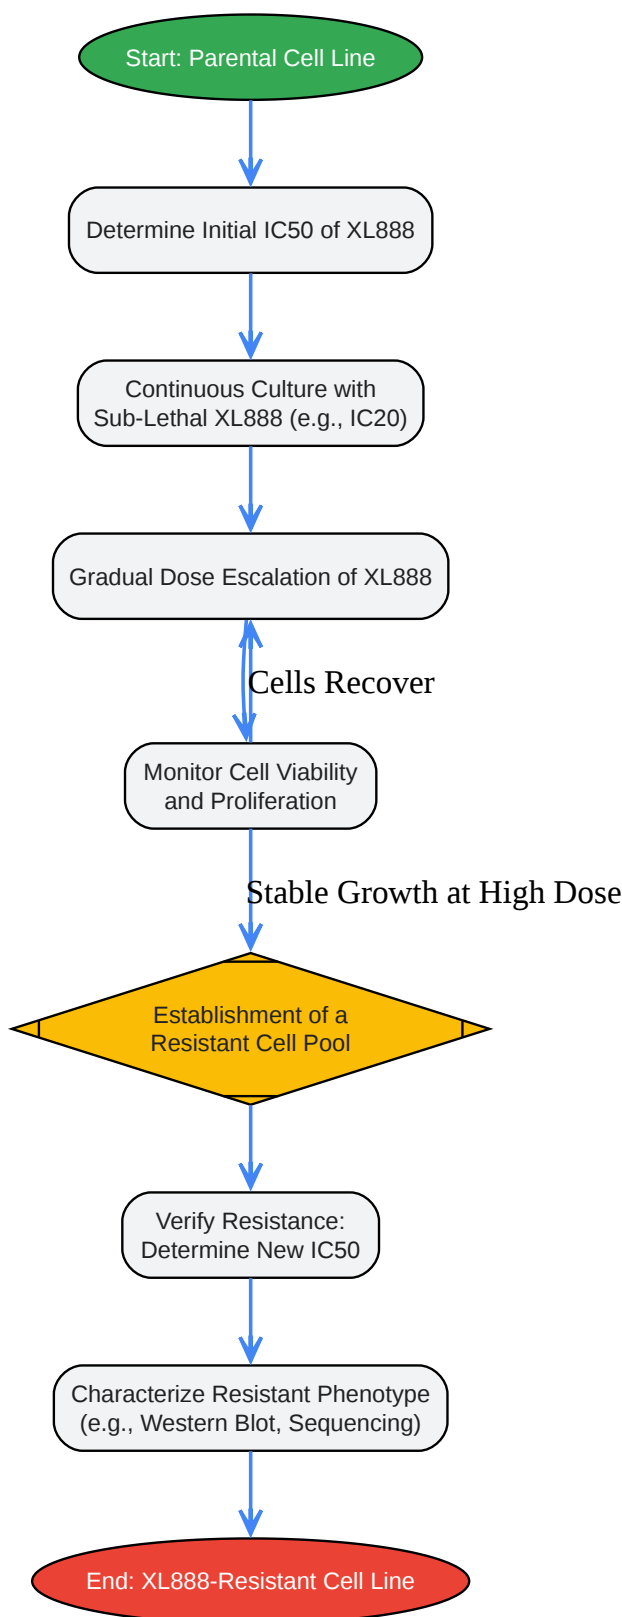 Start: Parental Cell Line
Determine Initial IC50 of XL888
Continuous Culture with
Sub-Lethal XL888 (e.g., IC20)
Gradual Dose Escalation of XL888
Cells Recover
Monitor Cell Viability
and Proliferation
Stable Growth at High Dose
Establishment of a
Resistant Cell Pool
Verify Resistance:
Determine New IC50
Characterize Resistant Phenotype
(e.g., Western Blot, Sequencing)
End: XL888-Resistant Cell Line